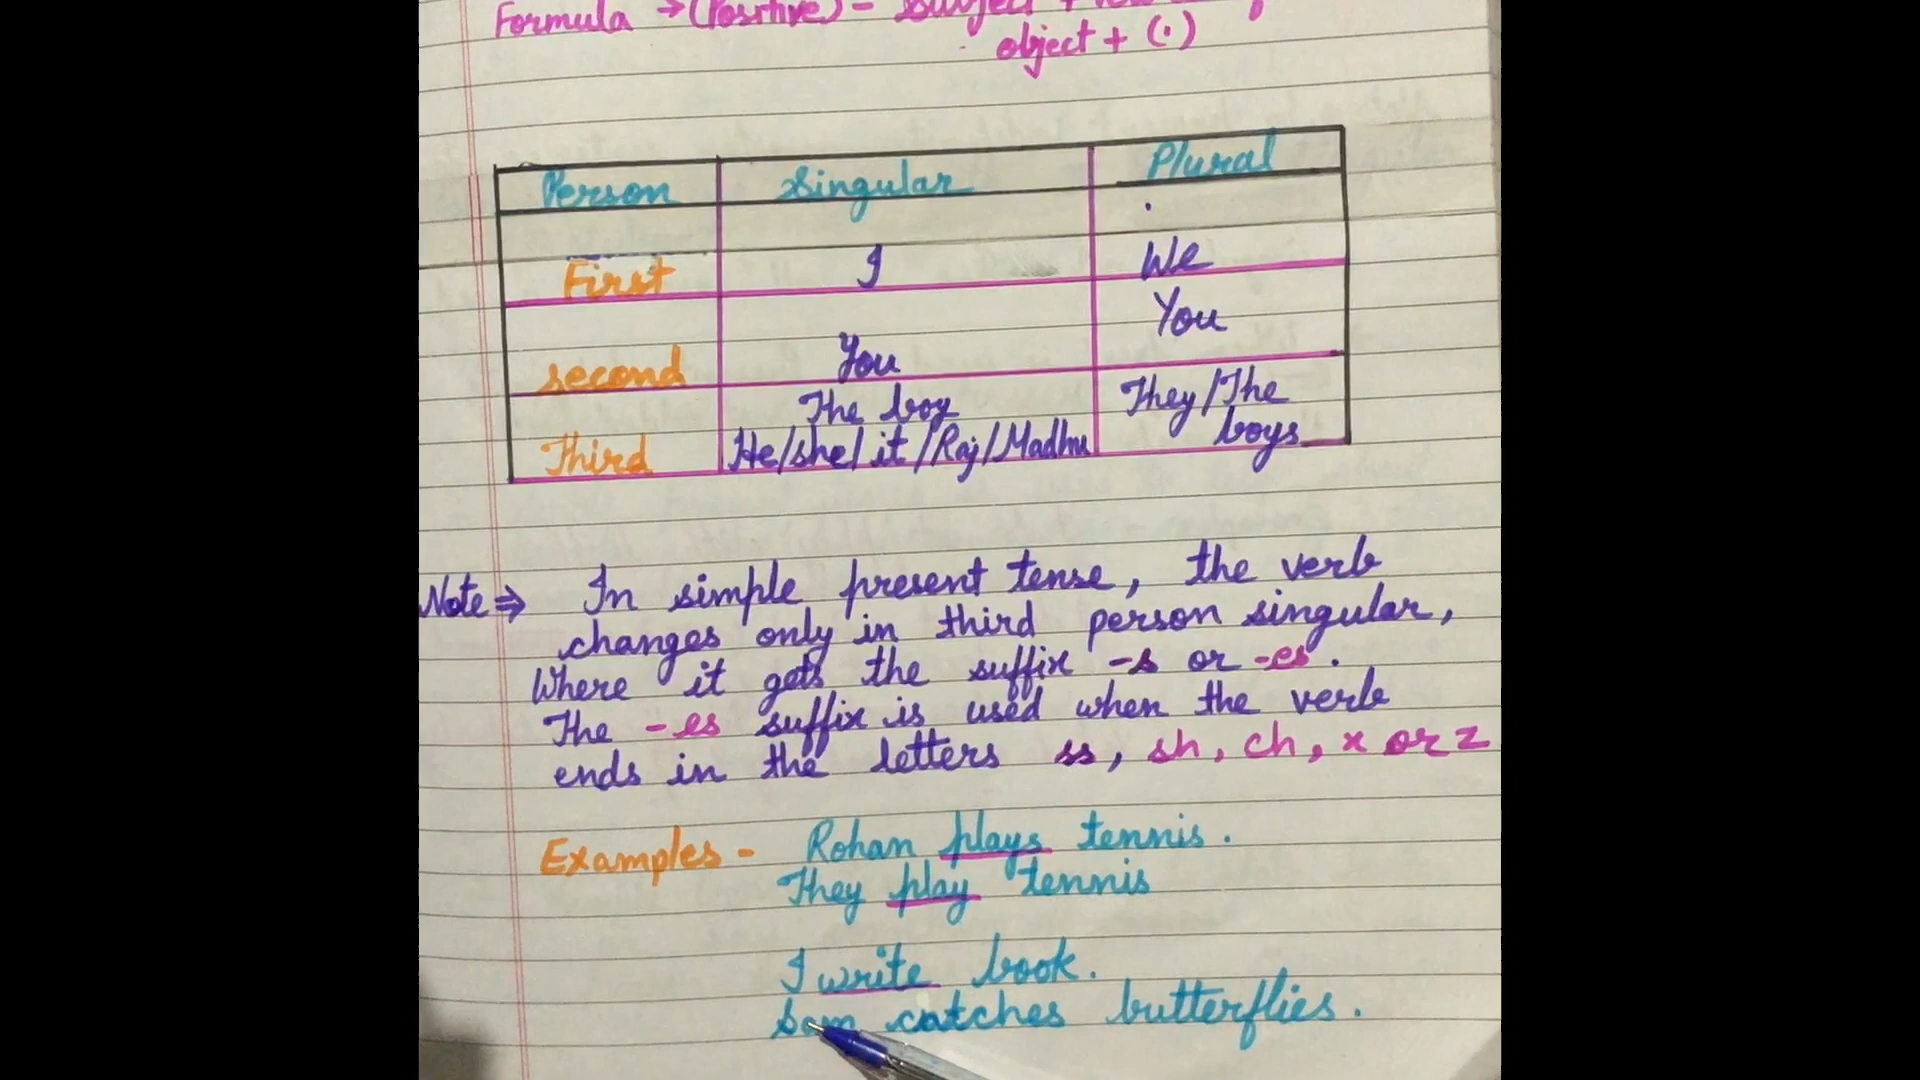 Formula → (Positive) - Subject +
object + (.)
Person Singular Plural
First I We
second You You
Third The boy He/she/it/Raj/Madhu They/The boys
Note ⇒ In simple present tense, the verb
changes only in third person singular,
Where it gets the suffix -s or -es.
The -es suffix is used when the verb
ends in the letters ss, sh, ch, x or z
Examples - Rohan plays tennis.
They play tennis
I write book.
Sam catches butterflies.